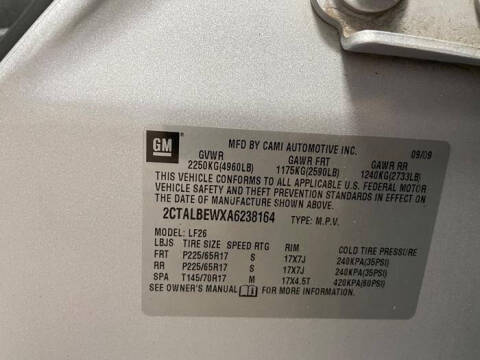 GM
MFD BY CAMI AUTOMOTIVE INC. 09/09
GVWR GAWR FRT GAWR RR
2250KG(4960LB) 1175KG(2590LB) 1240KG(2733LB)
THIS VEHICLE CONFORMS TO ALL APPLICABLE U.S. FEDERAL MOTOR
VEHICLE SAFETY AND THEFT PREVENTION STANDARDS IN EFFECT ON
THE DATE OF MANUFACTURE SHOWN ABOVE.
2CTALBEWXA6238164 TYPE: M.P.V.
MODEL: LF26
LBJS TIRE SIZE SPEED RTG RIM COLD TIRE PRESSURE
FRT P225/65R17 S 17X7J 240KPA(35PSI)
RR P225/65R17 S 17X7J 240KPA(35PSI)
SPA T145/70R17 M 17X4.5T 420KPA(60PSI)
SEE OWNER'S MANUAL FOR MORE INFORMATION.